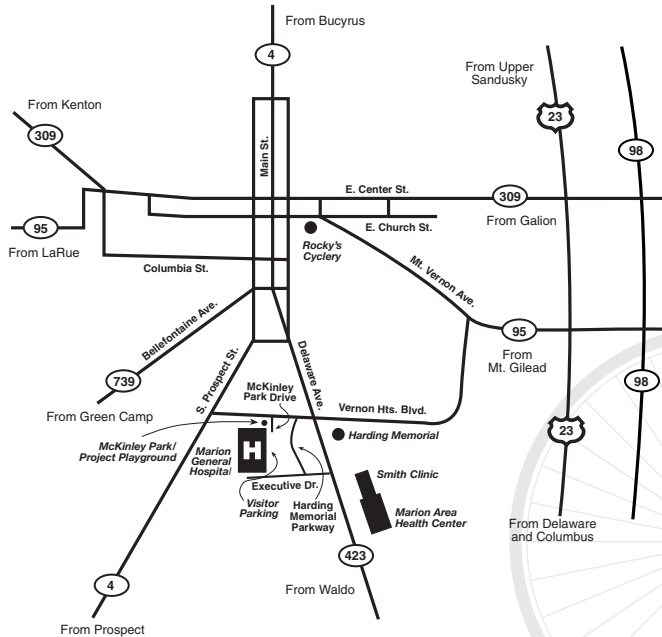 From Bucyrus
4
From Upper
Sandusky
23
98
From Kenton
309
Main St.
E. Center St.
309
From Galion
95
From LaRue
E. Church St.
Rocky's
Cyclery
Columbia St.
Mt. Vernon Ave.
Bellefontaine Ave.
95
From
Mt. Gilead
739
From Green Camp
S. Prospect St.
Delaware Ave.
McKinley
Park Drive
Vernon Hts. Blvd.
98
23
McKinley Park/
Project Playground
Marion
General
Hospital
H
Harding Memorial
Executive Dr.
Visitor
Parking
Harding
Memorial
Parkway
Smith Clinic
Marion Area
Health Center
From Delaware
and Columbus
423
From Waldo
4
From Prospect